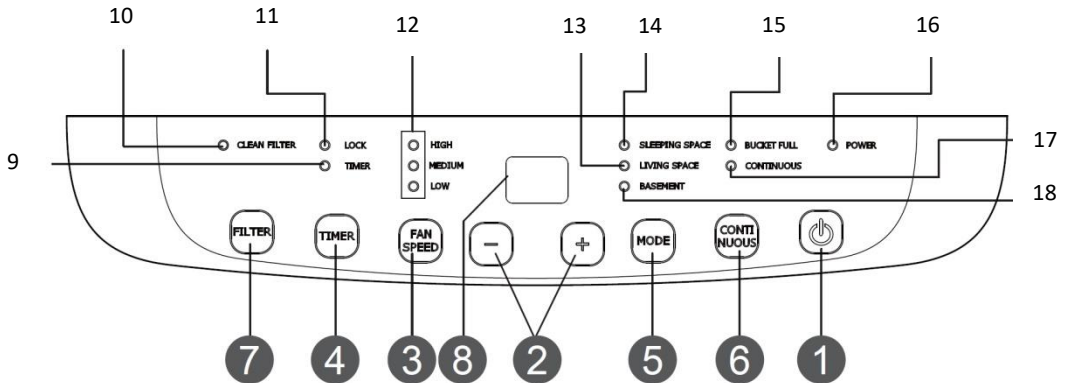 10 11 12 13 14 15 16
CLEAN FILTER LOCK HIGH SLEEPING SPACE BUCKET FULL POWER 17
9 TIMER MEDIUM LIVING SPACE CONTINUOUS
LOW BASEMENT 18
FILTER TIMER FAN SPEED − + MODE CONTI NUOUS
7 4 3 8 2 5 6 1